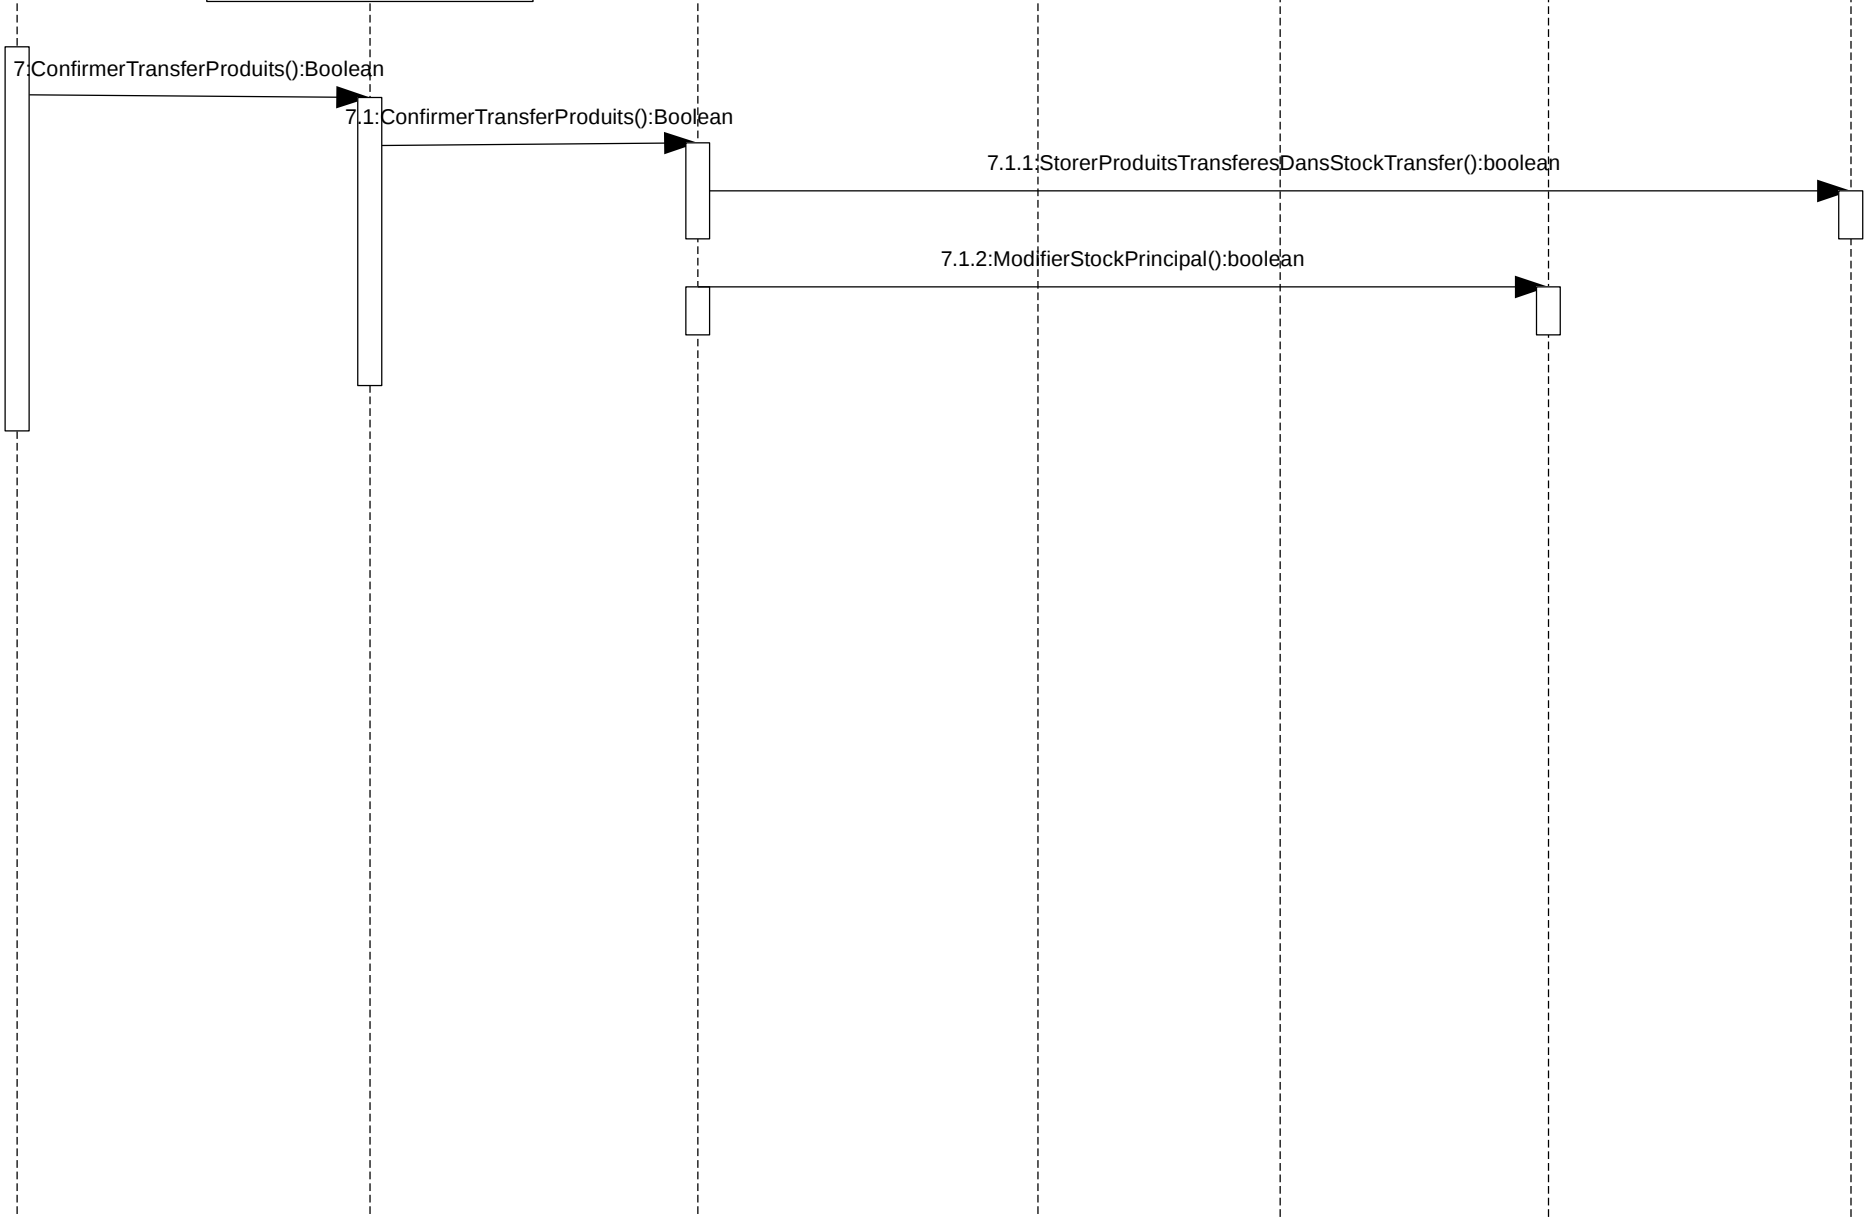 7:ConfirmerTransferProduits():Boolean
7.1:ConfirmerTransferProduits():Boolean
7.1.1:StorerProduitsTransferesDansStockTransfer():boolean
7.1.2:ModifierStockPrincipal():boolean